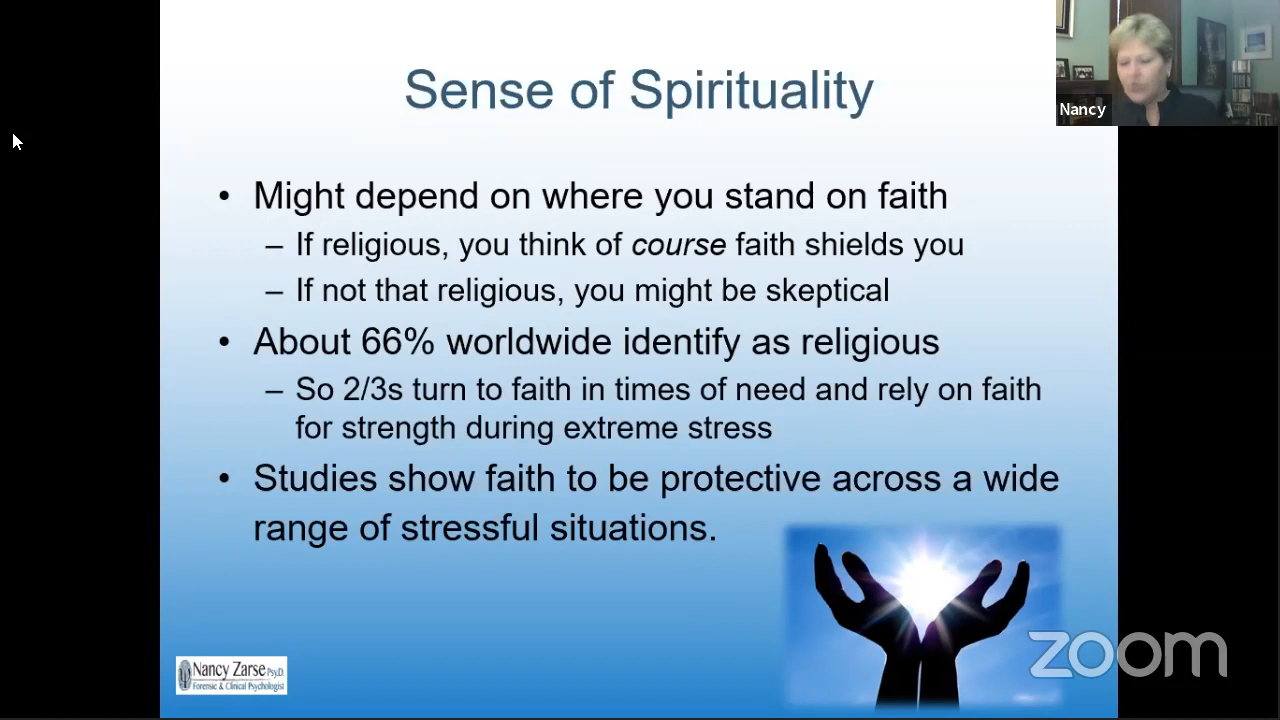 Sense of Spirituality
Nancy
• Might depend on where you stand on faith
– If religious, you think of course faith shields you
– If not that religious, you might be skeptical
• About 66% worldwide identify as religious
– So 2/3s turn to faith in times of need and rely on faith
for strength during extreme stress
• Studies show faith to be protective across a wide
range of stressful situations.
Nancy Zarse Psy.D.
Forensic & Clinical Psychologist
zoom